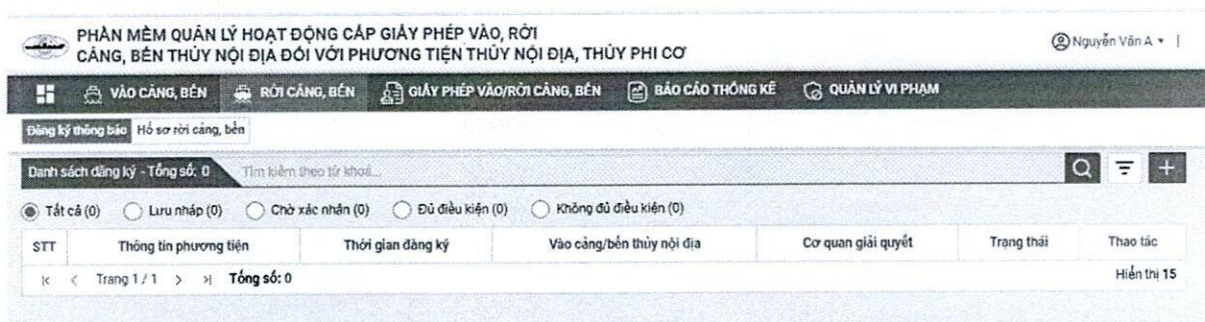 PHẦN MỀM QUẢN LÝ HOẠT ĐỘNG CẤP GIẤY PHÉP VÀO, RỜI
CẢNG, BẾN THỦY NỘI ĐỊA ĐỐI VỚI PHƯƠNG TIỆN THỦY NỘI ĐỊA, THỦY PHI CƠ
Nguyễn Văn A
VÀO CẢNG, BẾN RỜI CẢNG, BẾN GIẤY PHÉP VÀO/RỜI CẢNG, BẾN BÁO CÁO THỐNG KÊ QUẢN LÝ VI PHẠM
Đăng ký thông báo Hồ sơ rời cảng, bến
Danh sách đăng ký - Tổng số: 0 Tìm kiếm theo từ khoá...
Tất cả (0) Lưu nháp (0) Chờ xác nhận (0) Đủ điều kiện (0) Không đủ điều kiện (0)
STT Thông tin phương tiện Thời gian đăng ký Vào cảng/bến thủy nội địa Cơ quan giải quyết Trạng thái Thao tác
Trang 1 / 1 Tổng số: 0 Hiển thị 15